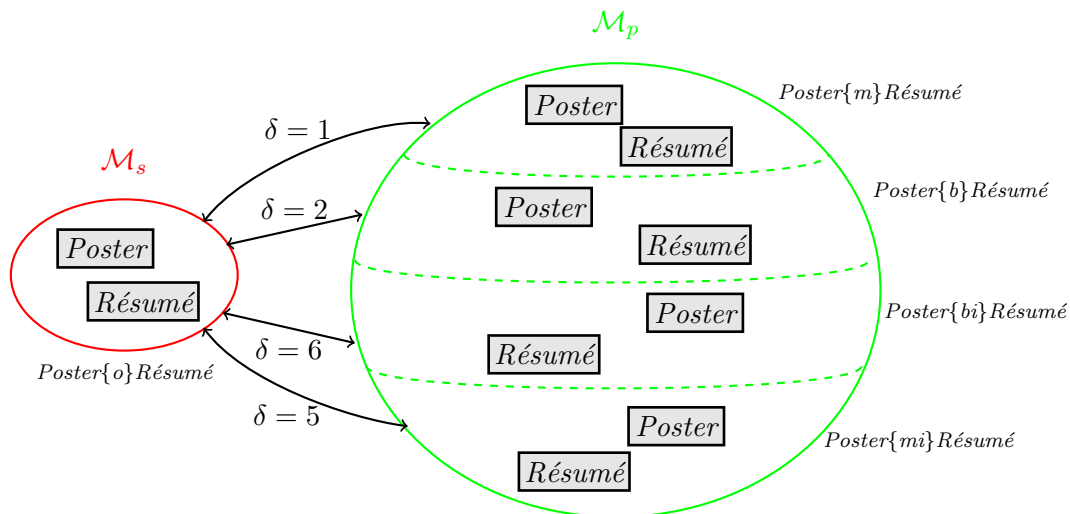 𝓜ₚ
Poster
Poster{m}Résumé
δ = 1
Résumé
𝓜ₛ
Poster{b}Résumé
δ = 2
Poster
Poster
Résumé
Résumé
Poster
Poster{bi}Résumé
δ = 6
Résumé
Poster{o}Résumé
δ = 5
Poster
Poster{mi}Résumé
Résumé